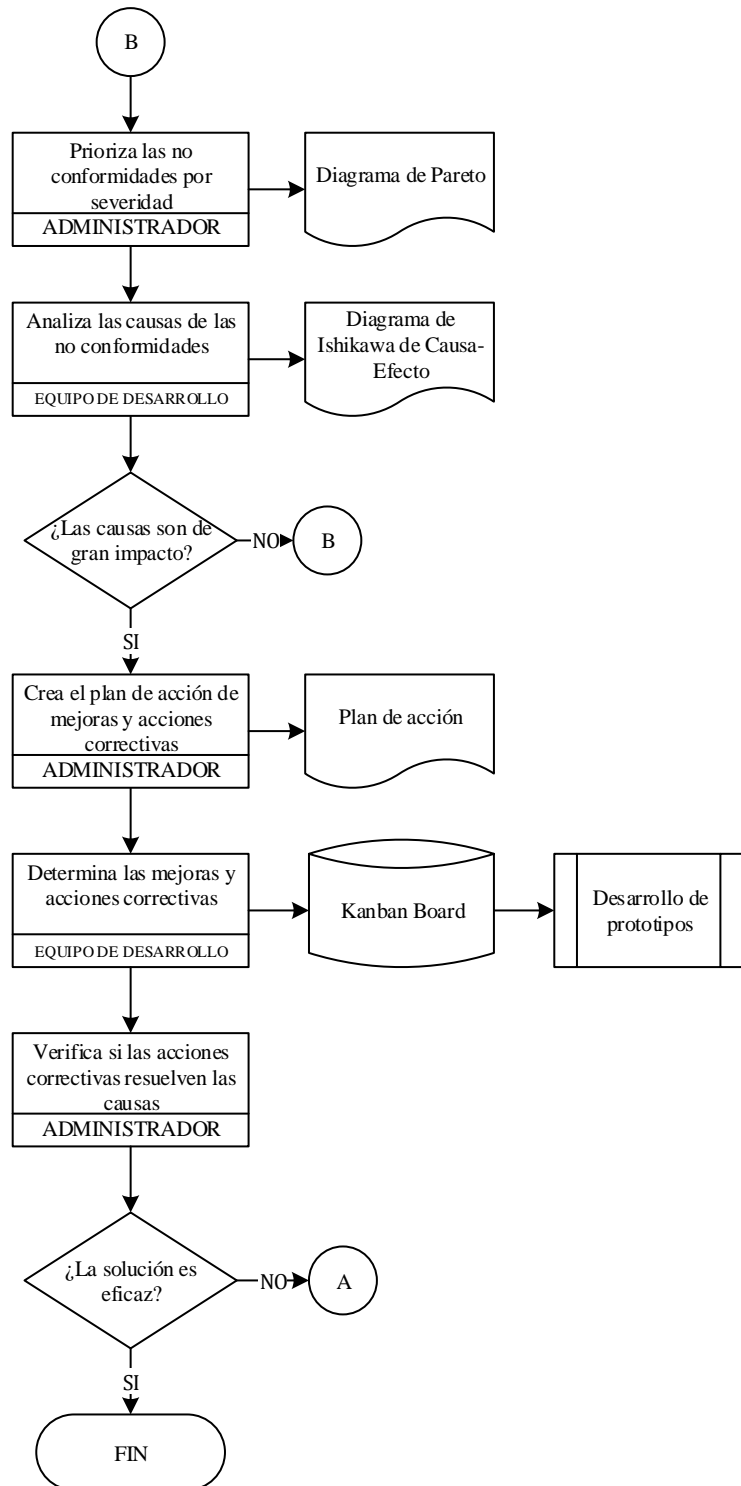 B
Prioriza las no
conformidades por
severidad
ADMINISTRADOR
Diagrama de Pareto
Analiza las causas de las
no conformidades
EQUIPO DE DESARROLLO
Diagrama de
Ishikawa de Causa-
Efecto
¿Las causas son de
gran impacto?
NO
B
SI
Crea el plan de acción de
mejoras y acciones
correctivas
ADMINISTRADOR
Plan de acción
Determina las mejoras y
acciones correctivas
EQUIPO DE DESARROLLO
Kanban Board
Desarrollo de
prototipos
Verifica si las acciones
correctivas resuelven las
causas
ADMINISTRADOR
¿La solución es
eficaz?
NO
A
SI
FIN